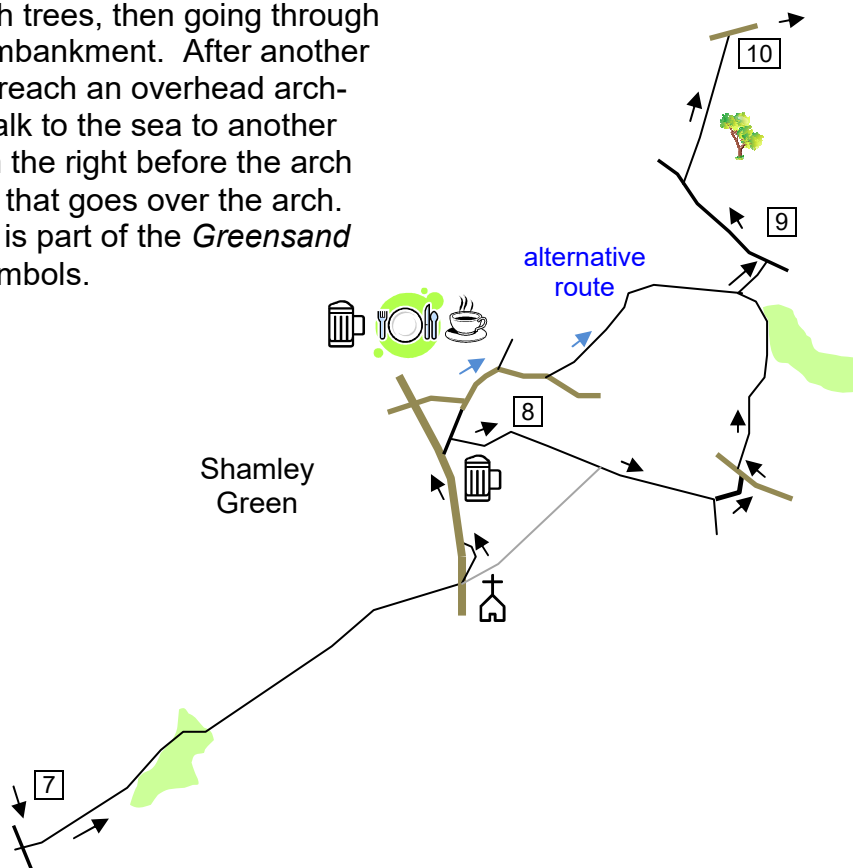 h trees, then going through
mbankment. After another
reach an overhead arch-
alk to the sea to another
the right before the arch
that goes over the arch.
is part of the Greensand
mbols.
10
9
alternative
route
8
Shamley
Green
7